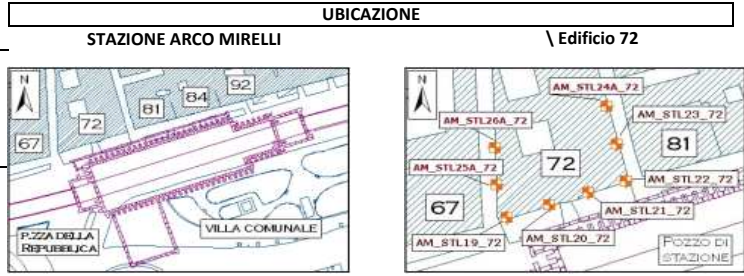 UBICAZIONE
STAZIONE ARCO MIRELLI
\ Edificio 72
N
92
84
81
72
67
P.ZZA DELLA
REPUBBLICA
VILLA COMUNALE
N
AM_STL24A_72
AM_STL26A_72
AM_STL23_72
81
AM_STL25A_72
72
AM_STL22_72
67
AM_STL21_72
AM_STL19_72
AM_STL20_72
POZZO DI
STAZIONE